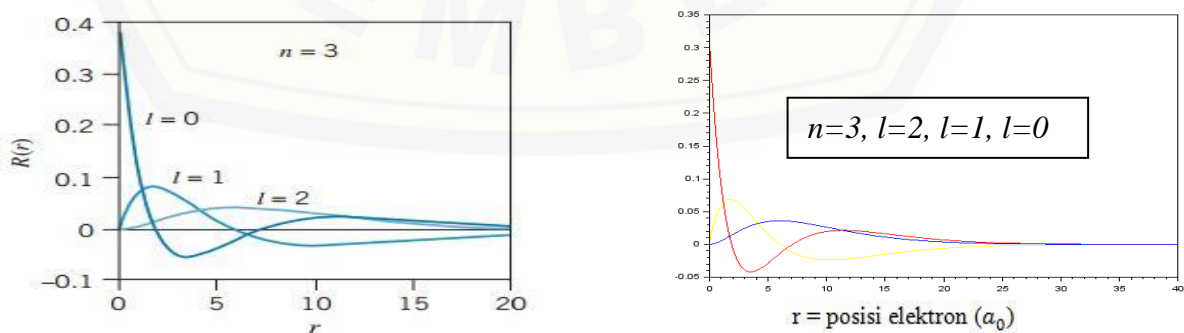 0.4
0.3
0.2
0.1
0
−0.1
R(r)
n = 3
l = 0
l = 1
l = 2
0 5 10 15 20
r
0.35
0.3
0.25
0.2
0.15
0.1
0.05
0
-0.05
n=3, l=2, l=1, l=0
0 5 10 15 20 25 30 35 40
r = posisi elektron (a₀)